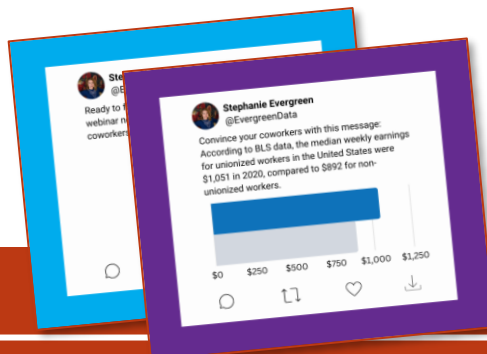 Ready to
webinar
coworkers
Stephanie Evergreen
@EvergreenData
Convince your coworkers with this message:
According to BLS data, the median weekly earnings
for unionized workers in the United States were
$1,051 in 2020, compared to $892 for non-
unionized workers.
$0 $250 $500 $750 $1,000 $1,250